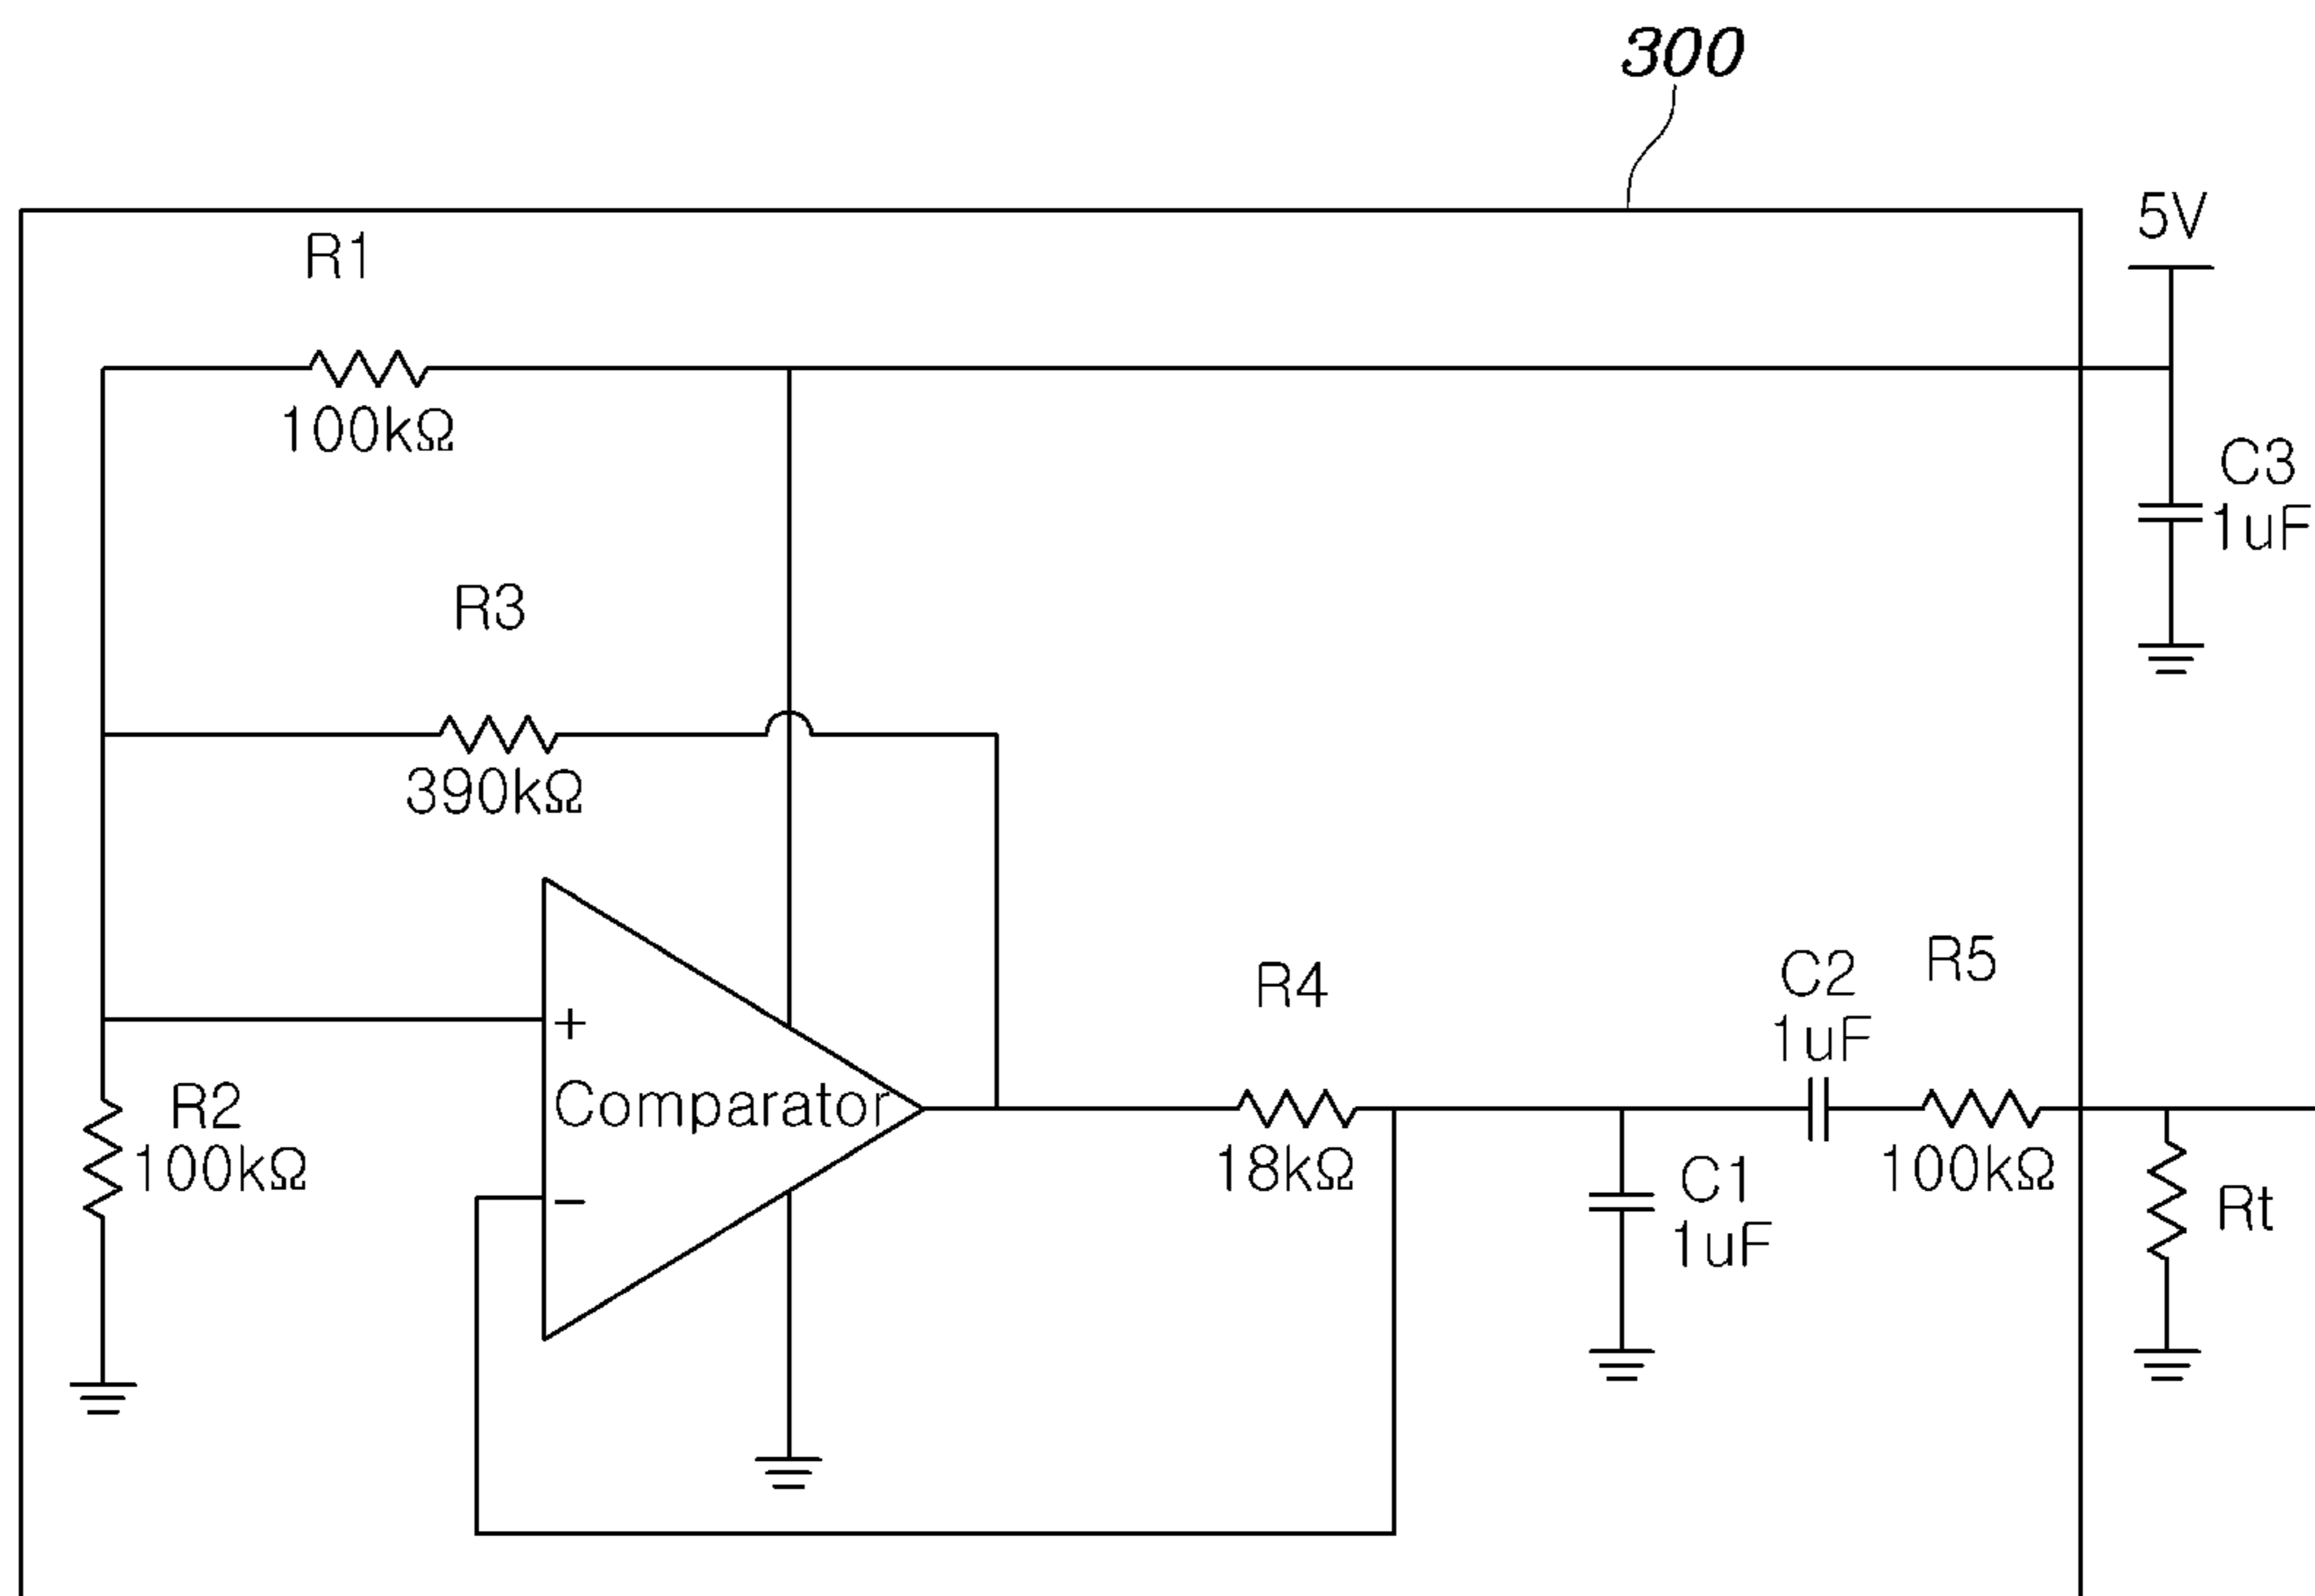 300
5V
R1
100kΩ
C3
1uF
R3
390kΩ
+
Comparator
−
R2
100kΩ
R4
18kΩ
C2
1uF
R5
100kΩ
C1
1uF
Rt